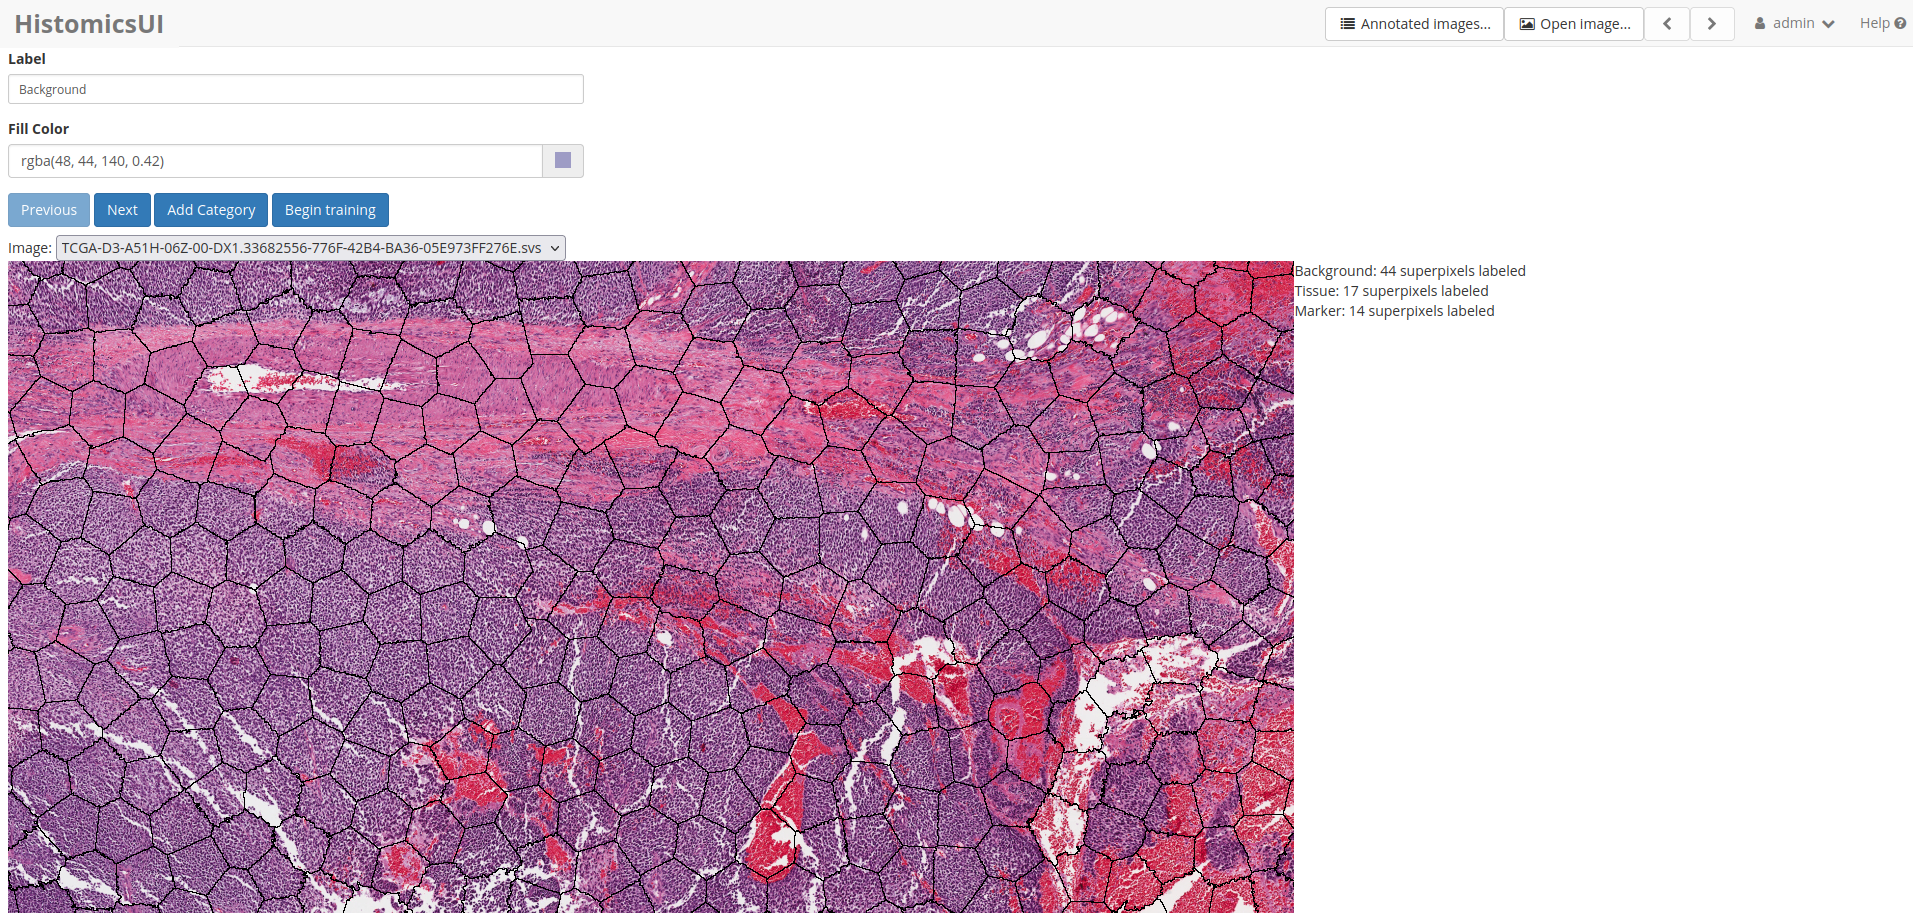 HistomicsUI
Annotated images... Open image... admin Help
Label
Background
Fill Color
rgba(48, 44, 140, 0.42)
Previous Next Add Category Begin training
Image: TCGA-D3-A51H-06Z-00-DX1.33682556-776F-42B4-BA36-05E973FF276E.svs
Background: 44 superpixels labeled
Tissue: 17 superpixels labeled
Marker: 14 superpixels labeled